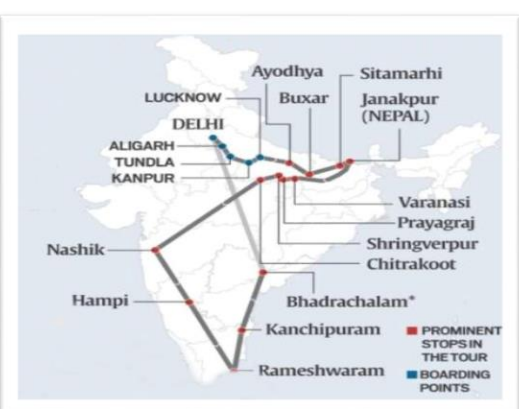 Ayodhya
Sitamarhi
LUCKNOW
Buxar
Janakpur
(NEPAL)
DELHI
ALIGARH
TUNDLA
KANPUR
Varanasi
Prayagraj
Shringverpur
Nashik
Chitrakoot
Hampi
Bhadrachalam*
Kanchipuram
Rameshwaram
PROMINENT
STOPS IN
THE TOUR
BOARDING
POINTS